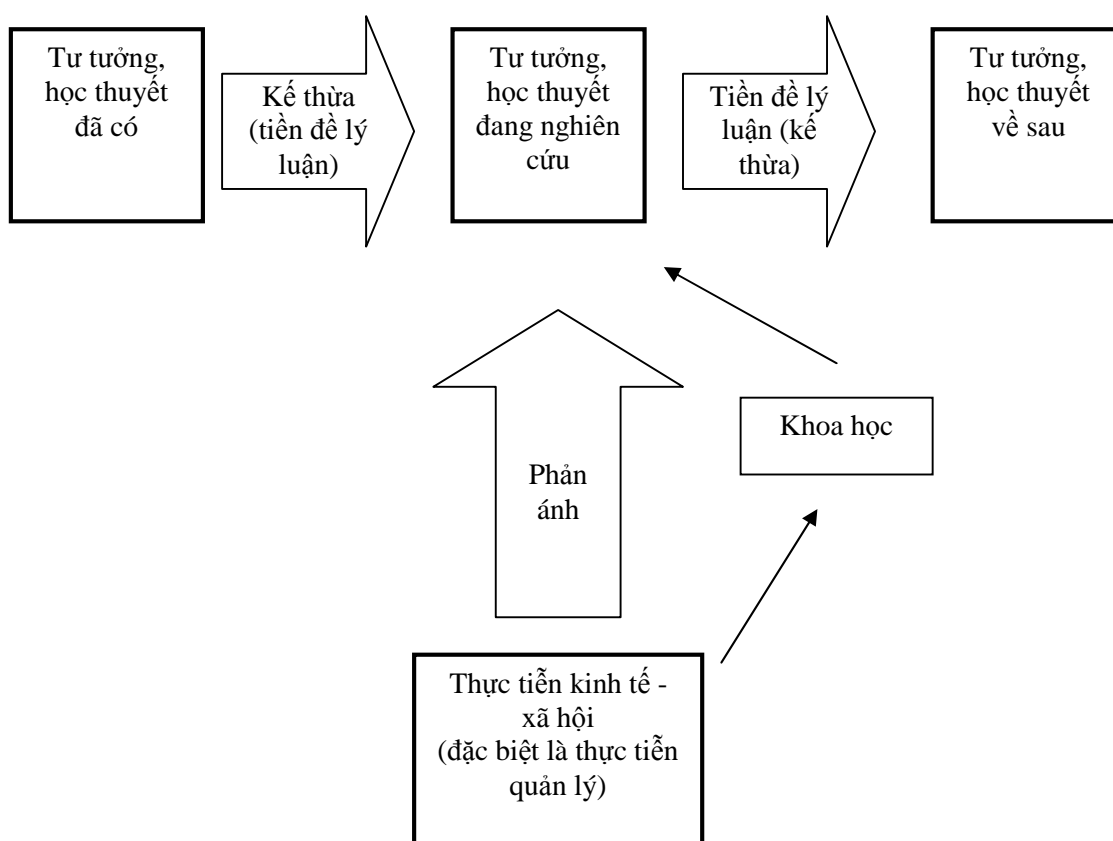 Tư tưởng,
học thuyết
đã có
Kế thừa
(tiền đề lý
luận)
Tư tưởng,
học thuyết
đang nghiên
cứu
Tiền đề lý
luận (kế
thừa)
Tư tưởng,
học thuyết
về sau
Khoa học
Phản
ánh
Thực tiễn kinh tế -
xã hội
(đặc biệt là thực tiễn
quản lý)